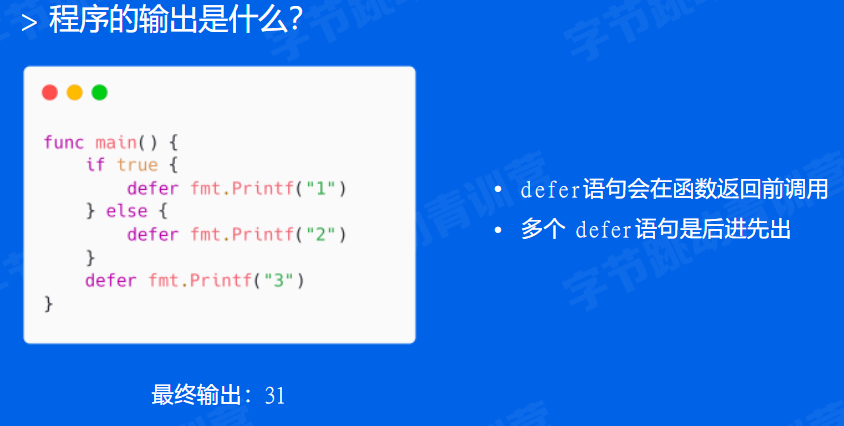 > 程序的输出是什么?
func main() {
    if true {
        defer fmt.Printf("1")
    } else {
        defer fmt.Printf("2")
    }
    defer fmt.Printf("3")
}
• defer语句会在函数返回前调用
• 多个 defer语句是后进先出
最终输出：31
字节跳动青训营